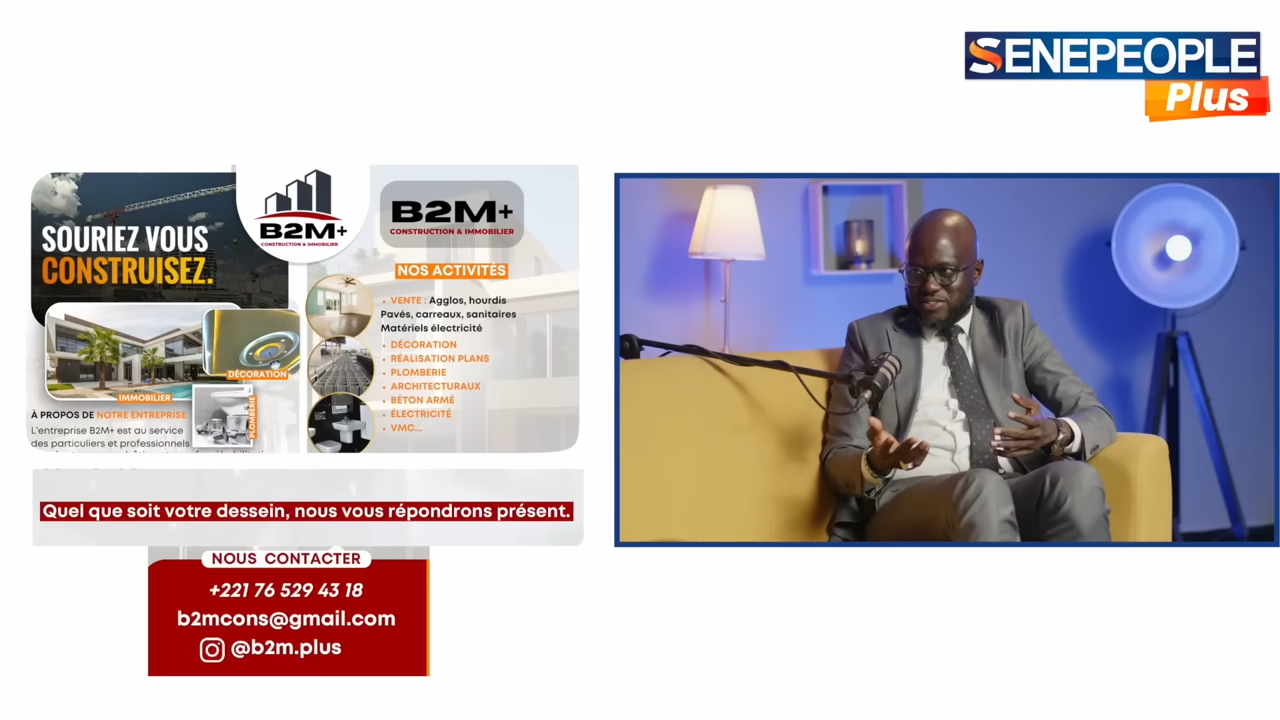 SENEPEOPLE
Plus
SOURIEZ VOUS
CONSTRUISEZ.
B2M+
CONSTRUCTION & IMMOBILIER
B2M+
CONSTRUCTION & IMMOBILIER
NOS ACTIVITÉS
• VENTE : Agglos, hourdis
Pavés, carreaux, sanitaires
Matériels électricité
• DÉCORATION
• RÉALISATION PLANS
• PLOMBERIE
• ARCHITECTURAUX
• BÉTON ARMÉ
• ÉLECTRICITÉ
• VMC...
DÉCORATION
IMMOBILIER
PLOMBERIE
À PROPOS DE NOTRE ENTREPRISE
L'entreprise B2M+ est au service
des particuliers et professionnels
Quel que soit votre dessein, nous vous répondrons présent.
NOUS CONTACTER
+221 76 529 43 18
b2mcons@gmail.com
@b2m.plus